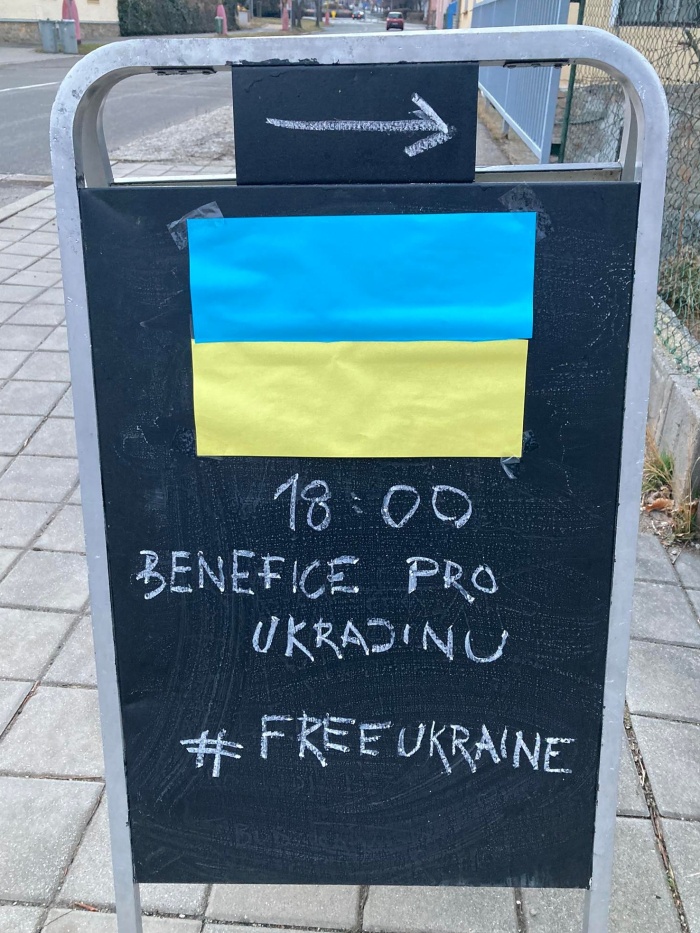 18:00
BENEFICE PRO
UKRAJINU
#FREEUKRAINE